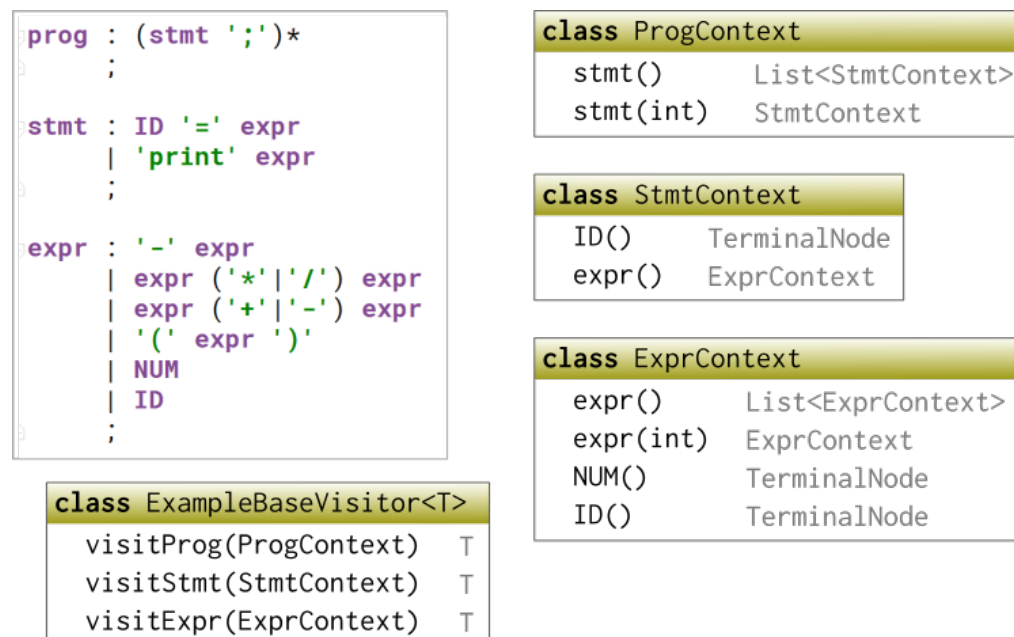 prog : (stmt ';')*
;
stmt : ID '=' expr
| 'print' expr
;
expr : '-' expr
| expr ('*'|'/') expr
| expr ('+'|'-') expr
| '(' expr ')'
| NUM
| ID
;
class ExampleBaseVisitor<T>
visitProg(ProgContext) T
visitStmt(StmtContext) T
visitExpr(ExprContext) T
class ProgContext
stmt() List<StmtContext>
stmt(int) StmtContext
class StmtContext
ID() TerminalNode
expr() ExprContext
class ExprContext
expr() List<ExprContext>
expr(int) ExprContext
NUM() TerminalNode
ID() TerminalNode